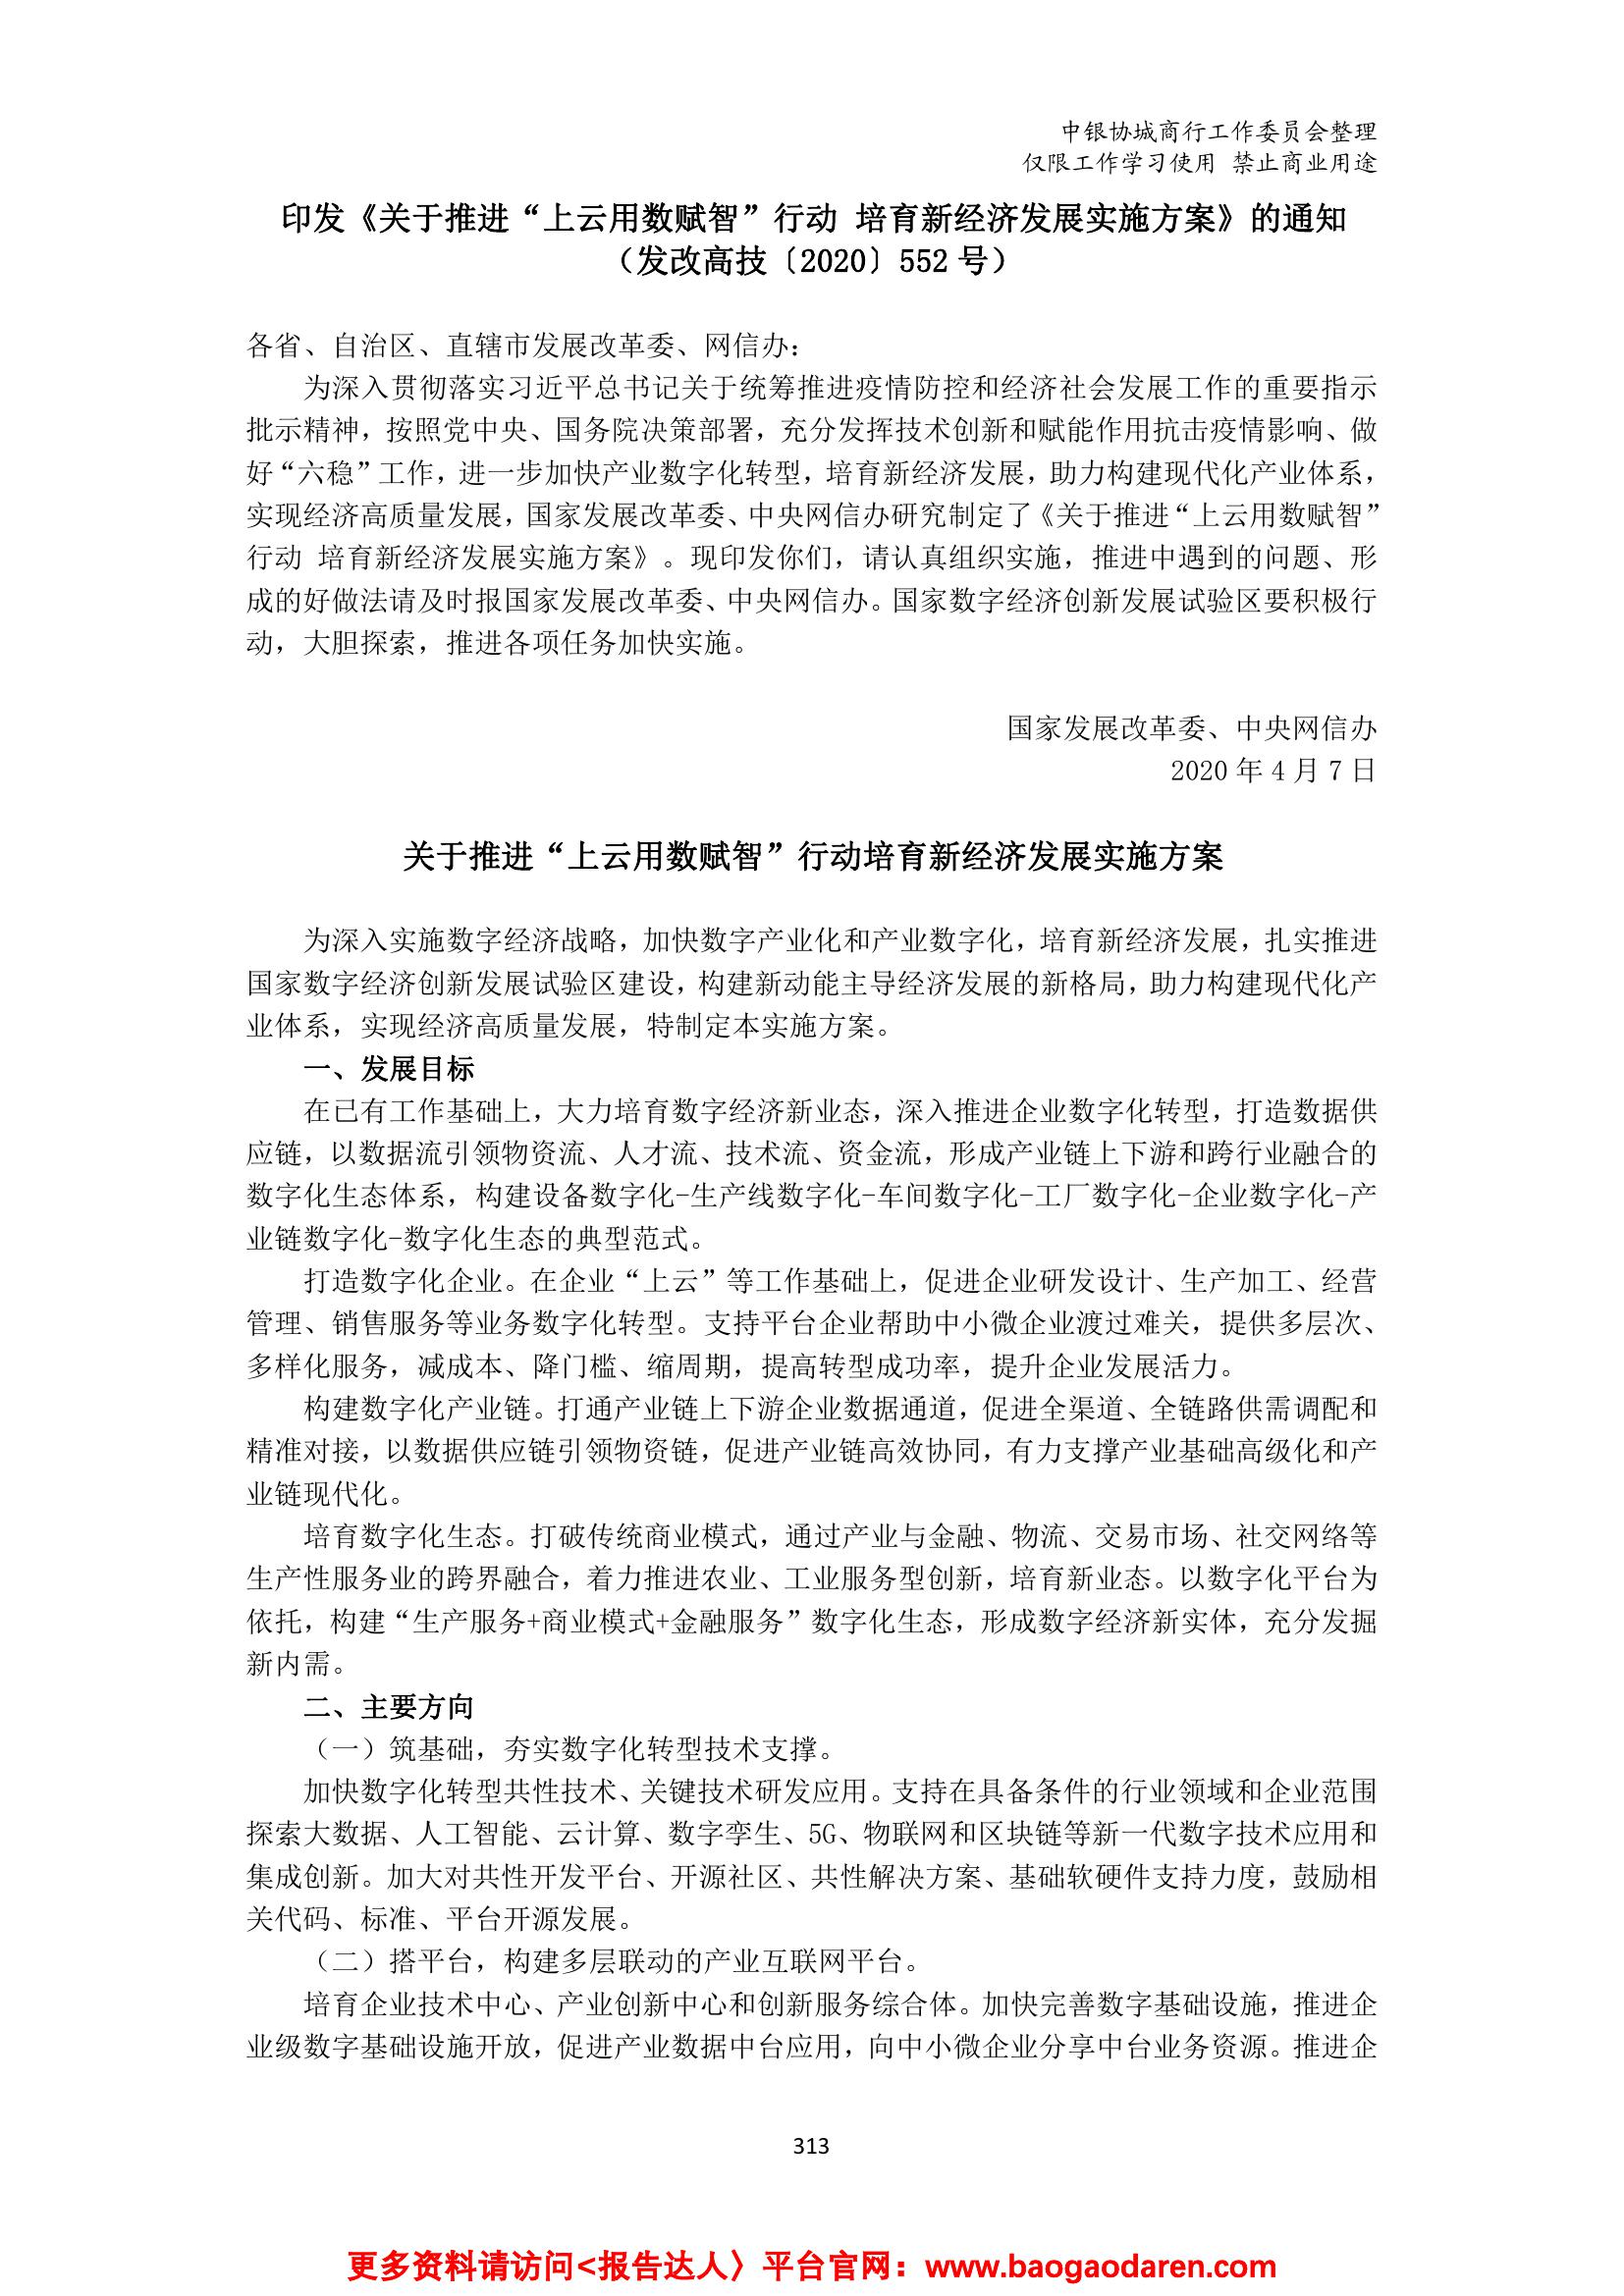 中银协城商行工作委员会整理
仅限工作学习使用 禁止商业用途
印发《关于推进“上云用数赋智”行动 培育新经济发展实施方案》的通知
（发改高技〔2020〕552 号）
各省、自治区、直辖市发展改革委、网信办：
为深入贯彻落实习近平总书记关于统筹推进疫情防控和经济社会发展工作的重要指示
批示精神，按照党中央、国务院决策部署，充分发挥技术创新和赋能作用抗击疫情影响、做
好“六稳”工作，进一步加快产业数字化转型，培育新经济发展，助力构建现代化产业体系，
实现经济高质量发展，国家发展改革委、中央网信办研究制定了《关于推进“上云用数赋智”
行动 培育新经济发展实施方案》。现印发你们，请认真组织实施，推进中遇到的问题、形
成的好做法请及时报国家发展改革委、中央网信办。国家数字经济创新发展试验区要积极行
动，大胆探索，推进各项任务加快实施。
国家发展改革委、中央网信办
2020 年 4 月 7 日
关于推进“上云用数赋智”行动培育新经济发展实施方案
为深入实施数字经济战略，加快数字产业化和产业数字化，培育新经济发展，扎实推进
国家数字经济创新发展试验区建设，构建新动能主导经济发展的新格局，助力构建现代化产
业体系，实现经济高质量发展，特制定本实施方案。
一、发展目标
在已有工作基础上，大力培育数字经济新业态，深入推进企业数字化转型，打造数据供
应链，以数据流引领物资流、人才流、技术流、资金流，形成产业链上下游和跨行业融合的
数字化生态体系，构建设备数字化-生产线数字化-车间数字化-工厂数字化-企业数字化-产
业链数字化-数字化生态的典型范式。
打造数字化企业。在企业“上云”等工作基础上，促进企业研发设计、生产加工、经营
管理、销售服务等业务数字化转型。支持平台企业帮助中小微企业渡过难关，提供多层次、
多样化服务，减成本、降门槛、缩周期，提高转型成功率，提升企业发展活力。
构建数字化产业链。打通产业链上下游企业数据通道，促进全渠道、全链路供需调配和
精准对接，以数据供应链引领物资链，促进产业链高效协同，有力支撑产业基础高级化和产
业链现代化。
培育数字化生态。打破传统商业模式，通过产业与金融、物流、交易市场、社交网络等
生产性服务业的跨界融合，着力推进农业、工业服务型创新，培育新业态。以数字化平台为
依托，构建“生产服务+商业模式+金融服务”数字化生态，形成数字经济新实体，充分发掘
新内需。
二、主要方向
（一）筑基础，夯实数字化转型技术支撑。
加快数字化转型共性技术、关键技术研发应用。支持在具备条件的行业领域和企业范围
探索大数据、人工智能、云计算、数字孪生、5G、物联网和区块链等新一代数字技术应用和
集成创新。加大对共性开发平台、开源社区、共性解决方案、基础软硬件支持力度，鼓励相
关代码、标准、平台开源发展。
（二）搭平台，构建多层联动的产业互联网平台。
培育企业技术中心、产业创新中心和创新服务综合体。加快完善数字基础设施，推进企
业级数字基础设施开放，促进产业数据中台应用，向中小微企业分享中台业务资源。推进企
313
更多资料请访问<报告达人〉平台官网：www.baogaodaren.com